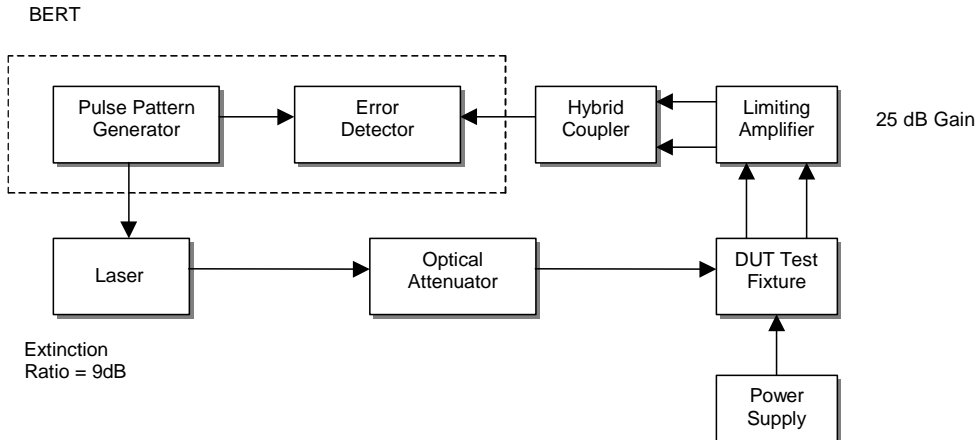 BERT
Pulse Pattern
Generator
Error
Detector
Hybrid
Coupler
Limiting
Amplifier
25 dB Gain
Laser
Optical
Attenuator
DUT Test
Fixture
Extinction
Ratio = 9dB
Power
Supply